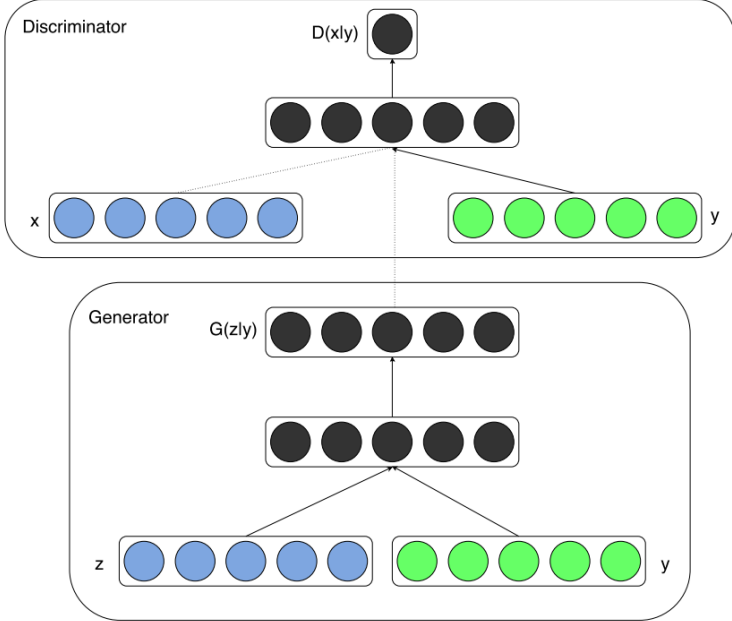 Discriminator
D(x|y)
x
y
Generator
G(z|y)
z
y